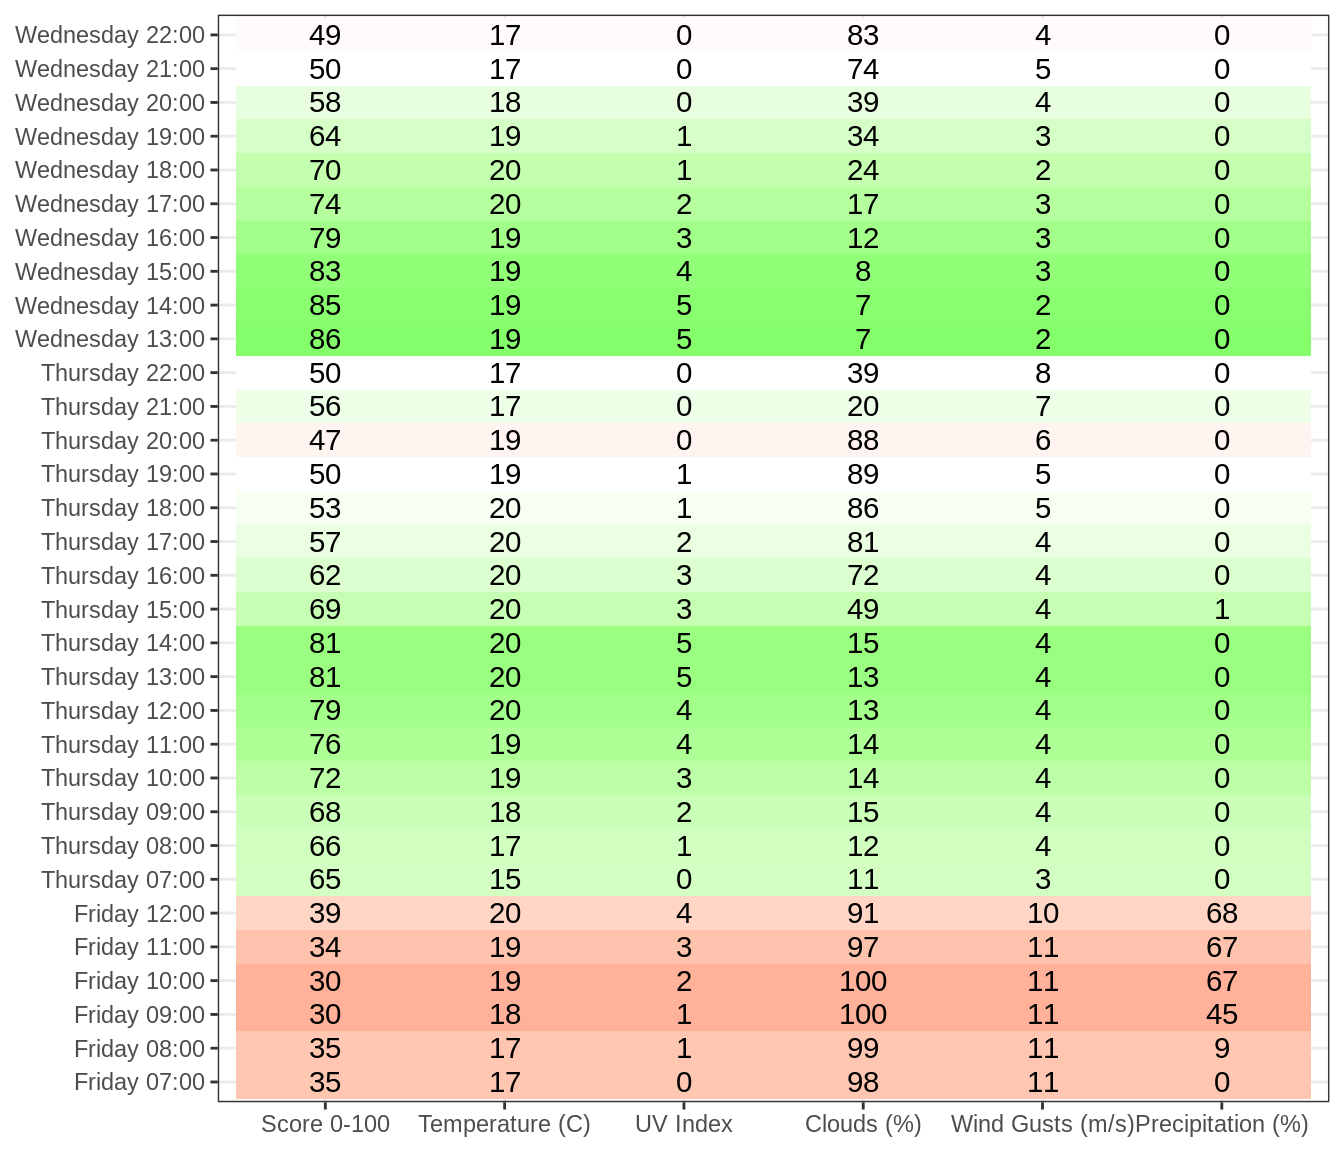 Wednesday 22:00 49 17 0 83 4 0
Wednesday 21:00 50 17 0 74 5 0
Wednesday 20:00 58 18 0 39 4 0
Wednesday 19:00 64 19 1 34 3 0
Wednesday 18:00 70 20 1 24 2 0
Wednesday 17:00 74 20 2 17 3 0
Wednesday 16:00 79 19 3 12 3 0
Wednesday 15:00 83 19 4 8 3 0
Wednesday 14:00 85 19 5 7 2 0
Wednesday 13:00 86 19 5 7 2 0
Thursday 22:00 50 17 0 39 8 0
Thursday 21:00 56 17 0 20 7 0
Thursday 20:00 47 19 0 88 6 0
Thursday 19:00 50 19 1 89 5 0
Thursday 18:00 53 20 1 86 5 0
Thursday 17:00 57 20 2 81 4 0
Thursday 16:00 62 20 3 72 4 0
Thursday 15:00 69 20 3 49 4 1
Thursday 14:00 81 20 5 15 4 0
Thursday 13:00 81 20 5 13 4 0
Thursday 12:00 79 20 4 13 4 0
Thursday 11:00 76 19 4 14 4 0
Thursday 10:00 72 19 3 14 4 0
Thursday 09:00 68 18 2 15 4 0
Thursday 08:00 66 17 1 12 4 0
Thursday 07:00 65 15 0 11 3 0
Friday 12:00 39 20 4 91 10 68
Friday 11:00 34 19 3 97 11 67
Friday 10:00 30 19 2 100 11 67
Friday 09:00 30 18 1 100 11 45
Friday 08:00 35 17 1 99 11 9
Friday 07:00 35 17 0 98 11 0
Score 0-100 Temperature (C) UV Index Clouds (%) Wind Gusts (m/s) Precipitation (%)